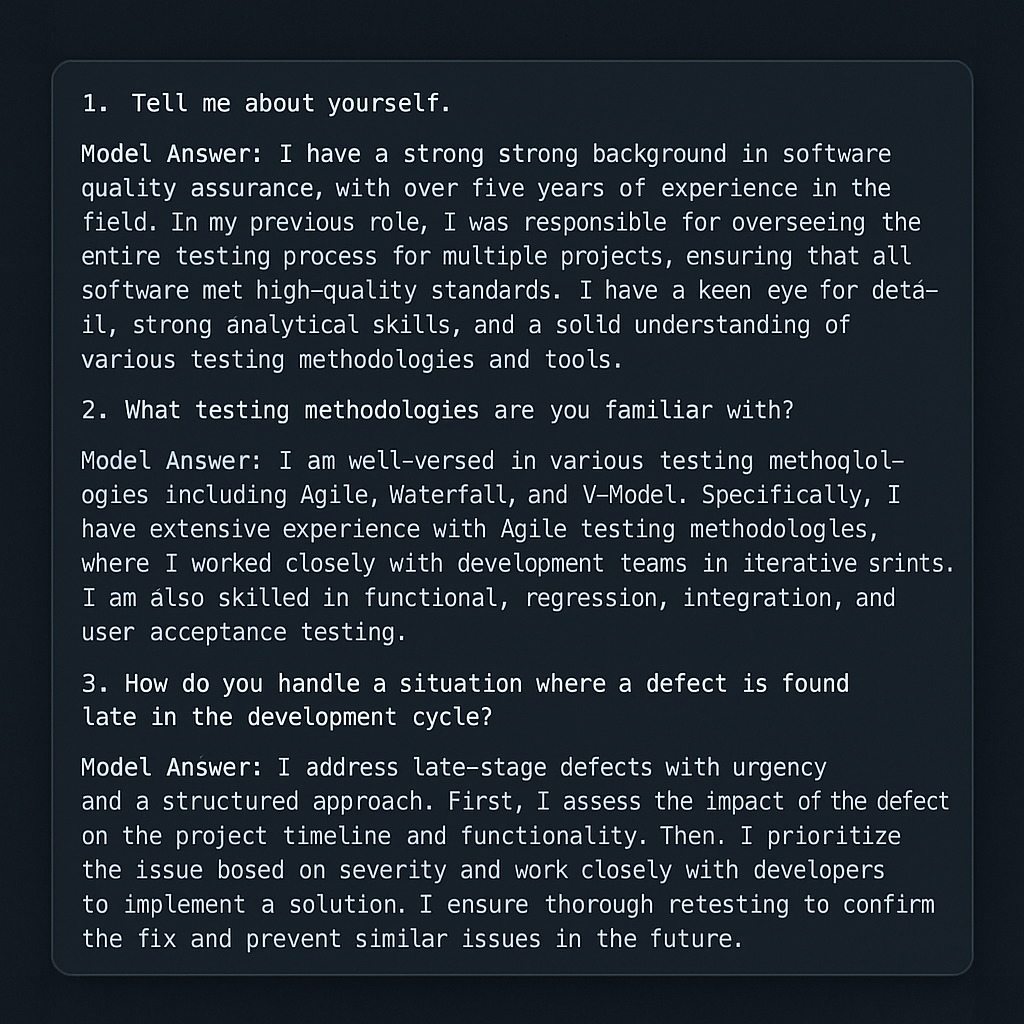 1. Tell me about yourself.
Model Answer: I have a strong strong background in software
quality assurance, with over five years of experience in the
field. In my previous role, I was responsible for overseeing the
entire testing process for multiple projects, ensuring that all
software met high-quality standards. I have a keen eye for detá-
il, strong analytical skills, and a solld understanding of
various testing methodologies and tools.
2. What testing methodologies are you familiar with?
Model Answer: I am well-versed in various testing methoqlol-
ogies including Agile, Waterfall, and V-Model. Specifically, I
have extensive experience with Agile testing methodologles,
where I worked closely with development teams in iterative srints.
I am álso skilled in functional, regression, integration, and
user acceptance testing.
3. How do you handle a situation where a defect is found
late in the development cycle?
Model Answer: I address late-stage defects with urgency
and a structured approach. First, I assess the impact of the defect
on the project timeline and functionality. Then. I prioritize
the issue bosed on severity and work closely with developers
to implement a solution. I ensure thorough retesting to confirm
the fix and prevent similar issues in the future.